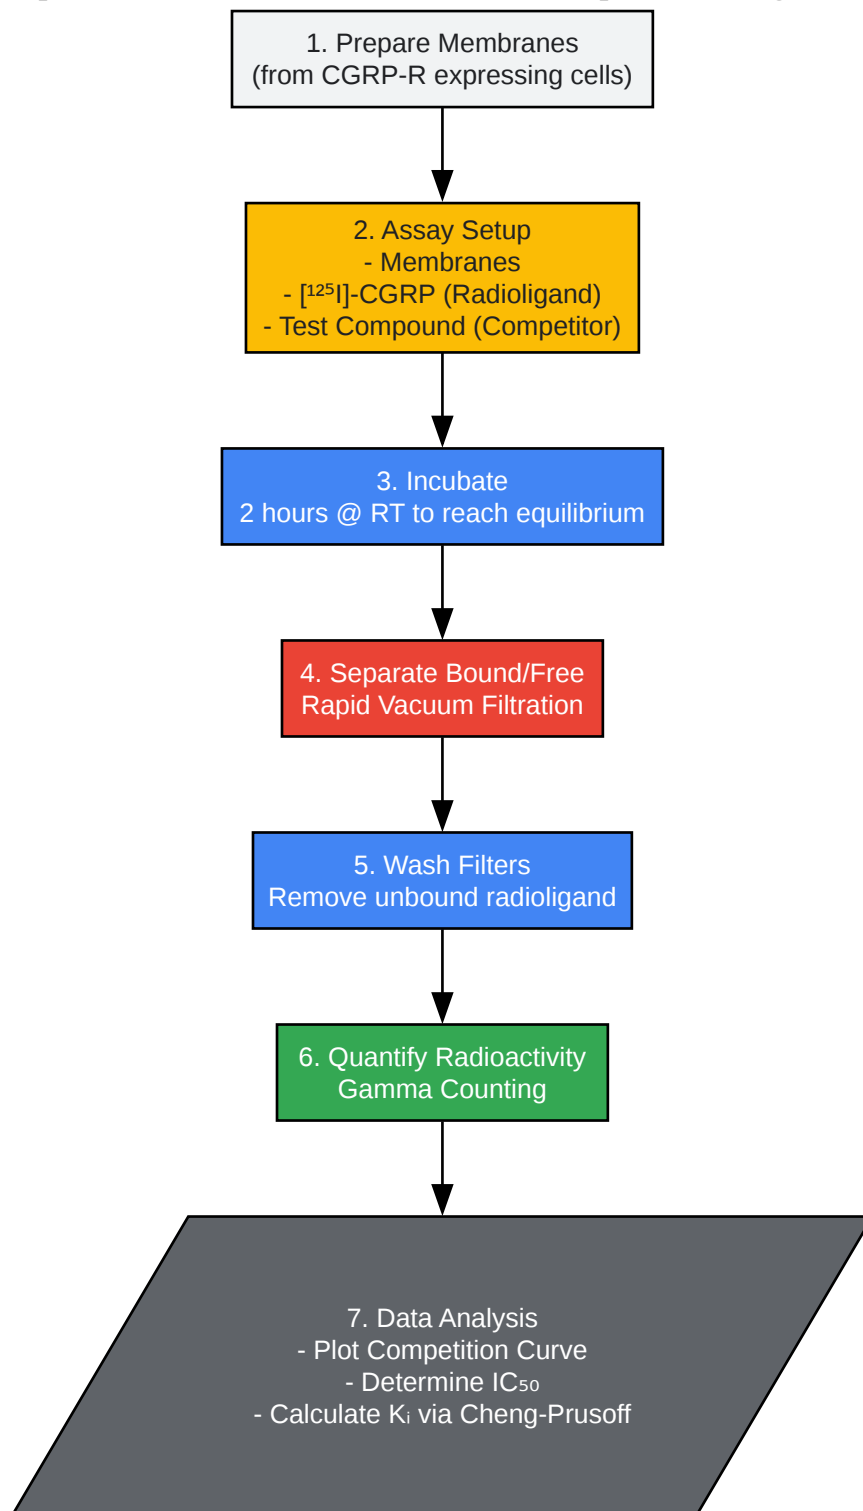 1. Prepare Membranes
(from CGRP-R expressing cells)
2. Assay Setup
- Membranes
- [¹²⁵I]-CGRP (Radioligand)
- Test Compound (Competitor)
3. Incubate
2 hours @ RT to reach equilibrium
4. Separate Bound/Free
Rapid Vacuum Filtration
5. Wash Filters
Remove unbound radioligand
6. Quantify Radioactivity
Gamma Counting
7. Data Analysis
- Plot Competition Curve
- Determine IC₅₀
- Calculate Kᵢ via Cheng-Prusoff